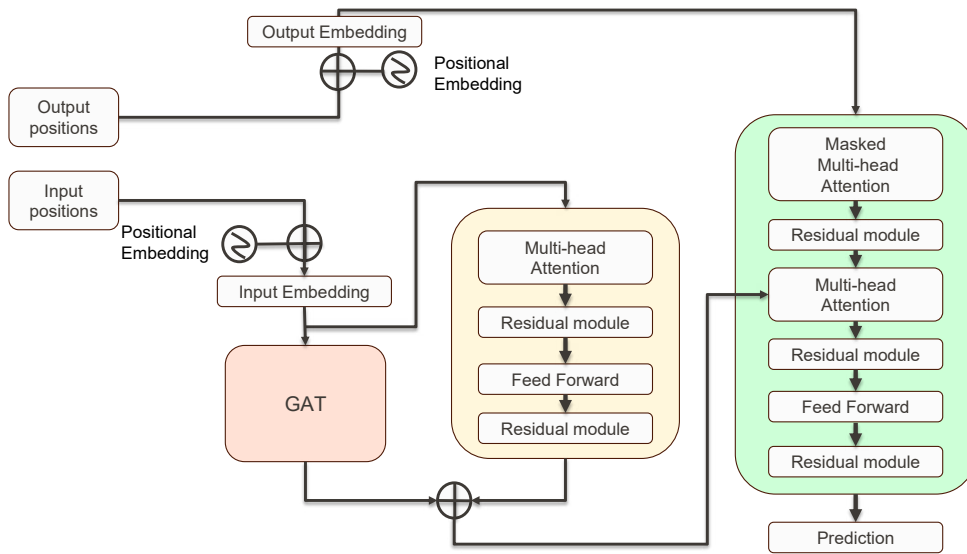 Output Embedding
Positional
Embedding
Output
positions
Input
positions
Positional
Embedding
Input Embedding
GAT
Multi-head
Attention
Residual module
Feed Forward
Residual module
Masked
Multi-head
Attention
Residual module
Multi-head
Attention
Residual module
Feed Forward
Residual module
Prediction